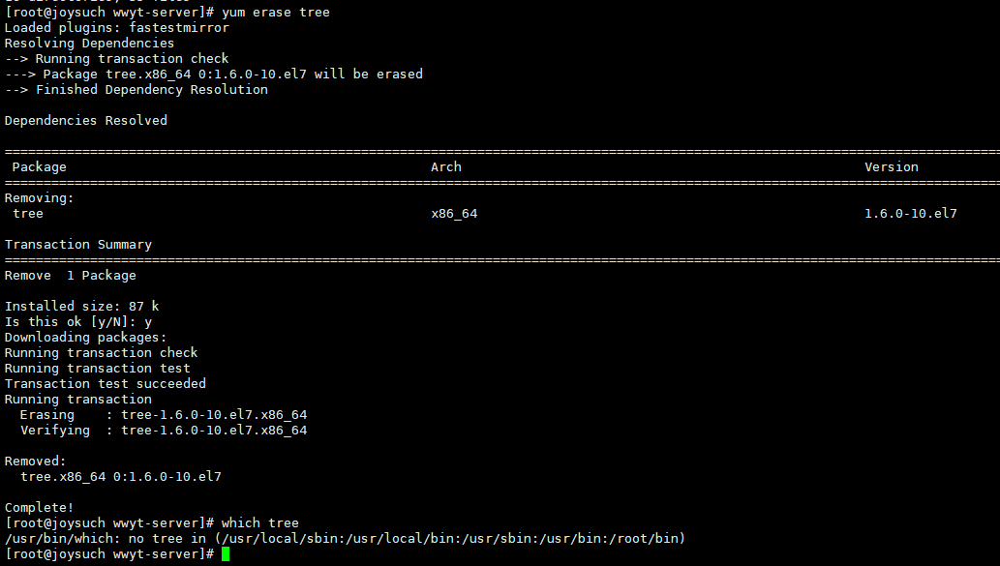 [root@joysuch wwyt-server]# yum erase tree
Loaded plugins: fastestmirror
Resolving Dependencies
--> Running transaction check
---> Package tree.x86_64 0:1.6.0-10.el7 will be erased
--> Finished Dependency Resolution
Dependencies Resolved
Package Arch Version
Removing:
tree x86_64 1.6.0-10.el7
Transaction Summary
Remove  1 Package
Installed size: 87 k
Is this ok [y/N]: y
Downloading packages:
Running transaction check
Running transaction test
Transaction test succeeded
Running transaction
Erasing    : tree-1.6.0-10.el7.x86_64
Verifying  : tree-1.6.0-10.el7.x86_64
Removed:
tree.x86_64 0:1.6.0-10.el7
Complete!
[root@joysuch wwyt-server]# which tree
/usr/bin/which: no tree in (/usr/local/sbin:/usr/local/bin:/usr/sbin:/usr/bin:/root/bin)
[root@joysuch wwyt-server]#